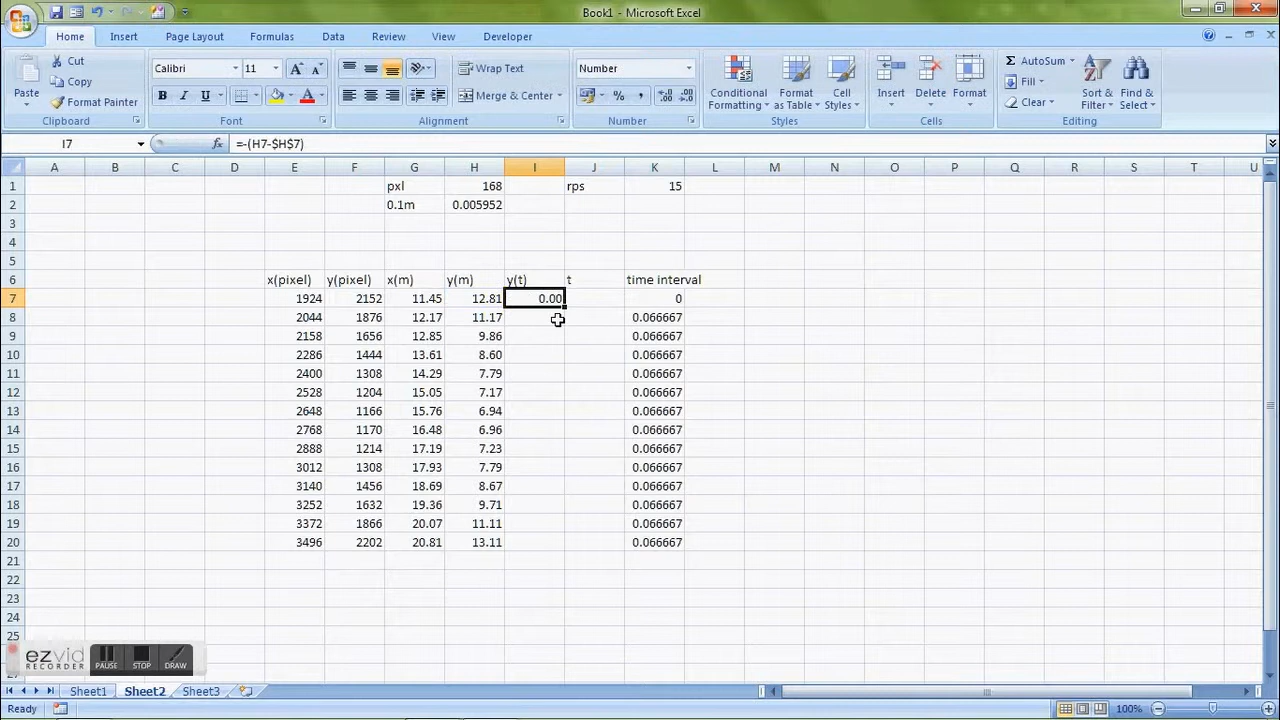 Book1 - Microsoft Excel
Home Insert Page Layout Formulas Data Review View Developer
Cut
Copy
Format Painter
Paste
Clipboard
Calibri 11
B I U
Font
Wrap Text
Merge & Center
Alignment
Number
% ,
Number
Conditional Formatting
Format as Table
Cell Styles
Styles
Insert Delete Format
Cells
Σ AutoSum
Fill
Clear
Sort & Filter
Find & Select
Editing
I7 fx =-(H7-$H$7)
A B C D E F G H I J K L M N O P Q R S T U
1 pxl 168 rps 15
2 0.1m 0.005952
3
4
5
6 x(pixel) y(pixel) x(m) y(m) y(t) t time interval
7 1924 2152 11.45 12.81 0.00 0
8 2044 1876 12.17 11.17 0.066667
9 2158 1656 12.85 9.86 0.066667
10 2286 1444 13.61 8.60 0.066667
11 2400 1308 14.29 7.79 0.066667
12 2528 1204 15.05 7.17 0.066667
13 2648 1166 15.76 6.94 0.066667
14 2768 1170 16.48 6.96 0.066667
15 2888 1214 17.19 7.23 0.066667
16 3012 1308 17.93 7.79 0.066667
17 3140 1456 18.69 8.67 0.066667
18 3252 1632 19.36 9.71 0.066667
19 3372 1866 20.07 11.11 0.066667
20 3496 2202 20.81 13.11 0.066667
21
22
23
24
25
ezvid
RECORDER
PAUSE STOP DRAW
Sheet1 Sheet2 Sheet3
Ready 100%